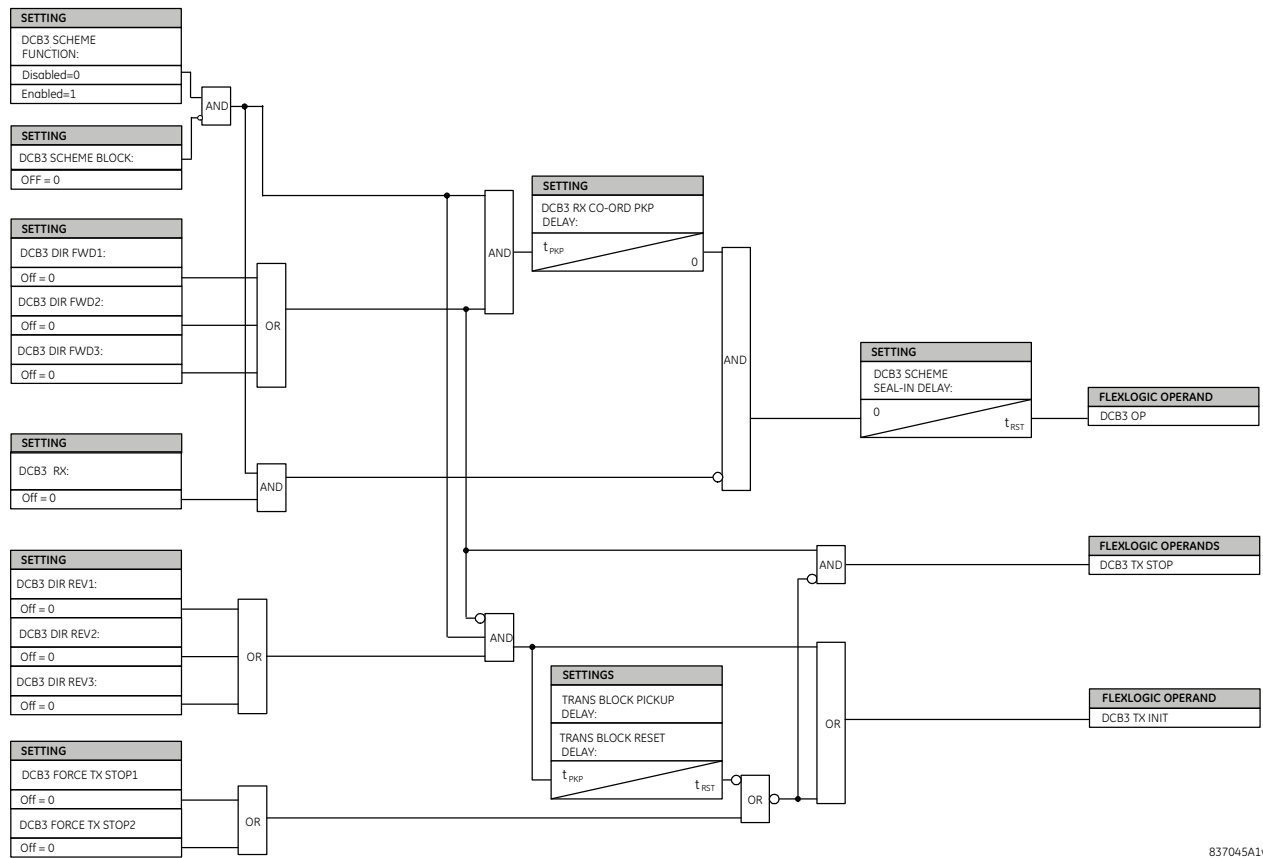 SETTING
DCB3 SCHEME
FUNCTION:
Disabled=0
Enabled=1
AND
SETTING
DCB3 SCHEME BLOCK:
OFF = 0
SETTING
DCB3 DIR FWD1:
Off = 0
DCB3 DIR FWD2:
Off = 0
DCB3 DIR FWD3:
Off = 0
OR
AND
SETTING
DCB3 RX CO-ORD PKP
DELAY:
tPKP
0
AND
SETTING
DCB3 SCHEME
SEAL-IN DELAY:
0
tRST
FLEXLOGIC OPERAND
DCB3 OP
SETTING
DCB3 RX:
Off = 0
AND
FLEXLOGIC OPERANDS
DCB3 TX STOP
AND
SETTING
DCB3 DIR REV1:
Off = 0
DCB3 DIR REV2:
Off = 0
DCB3 DIR REV3:
Off = 0
OR
AND
SETTINGS
TRANS BLOCK PICKUP
DELAY:
TRANS BLOCK RESET
DELAY:
tPKP
tRST
OR
OR
FLEXLOGIC OPERAND
DCB3 TX INIT
SETTING
DCB3 FORCE TX STOP1
Off = 0
DCB3 FORCE TX STOP2
Off = 0
OR